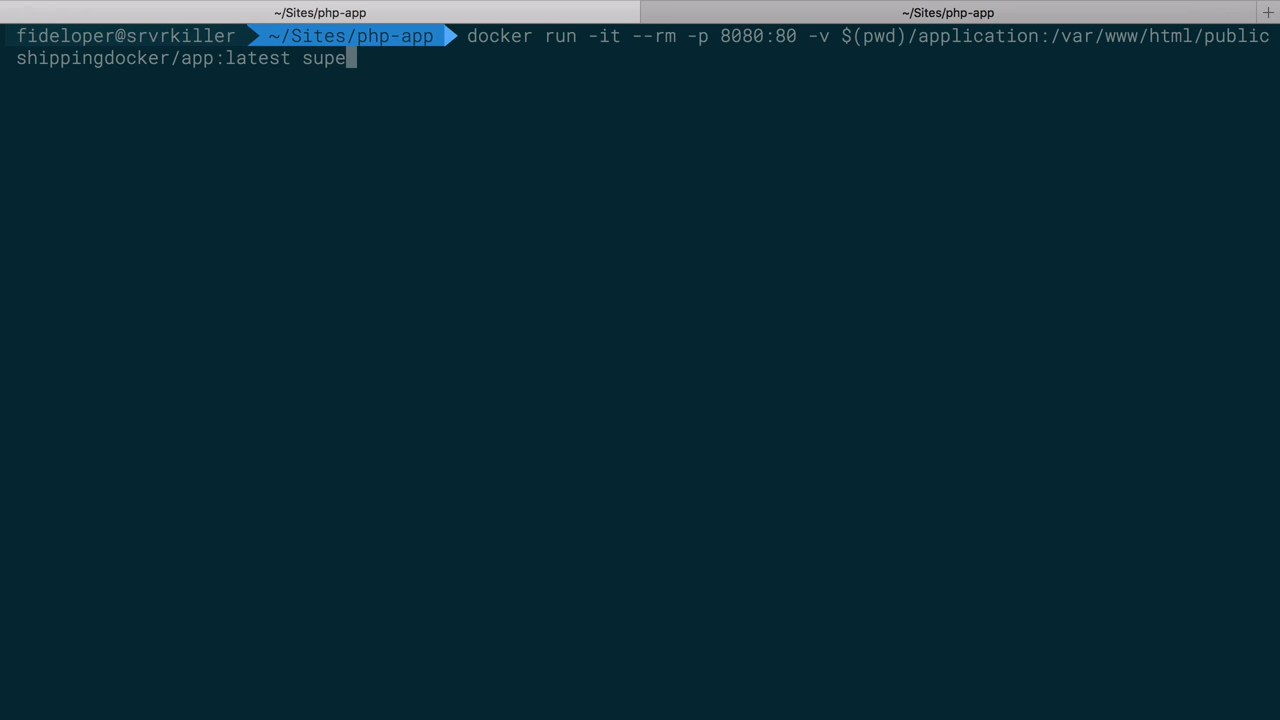 ~/Sites/php-app
~/Sites/php-app
+
fideloper@srvrkiller ~/Sites/php-app docker run -it --rm -p 8080:80 -v $(pwd)/application:/var/www/html/public
shippingdocker/app:latest supe